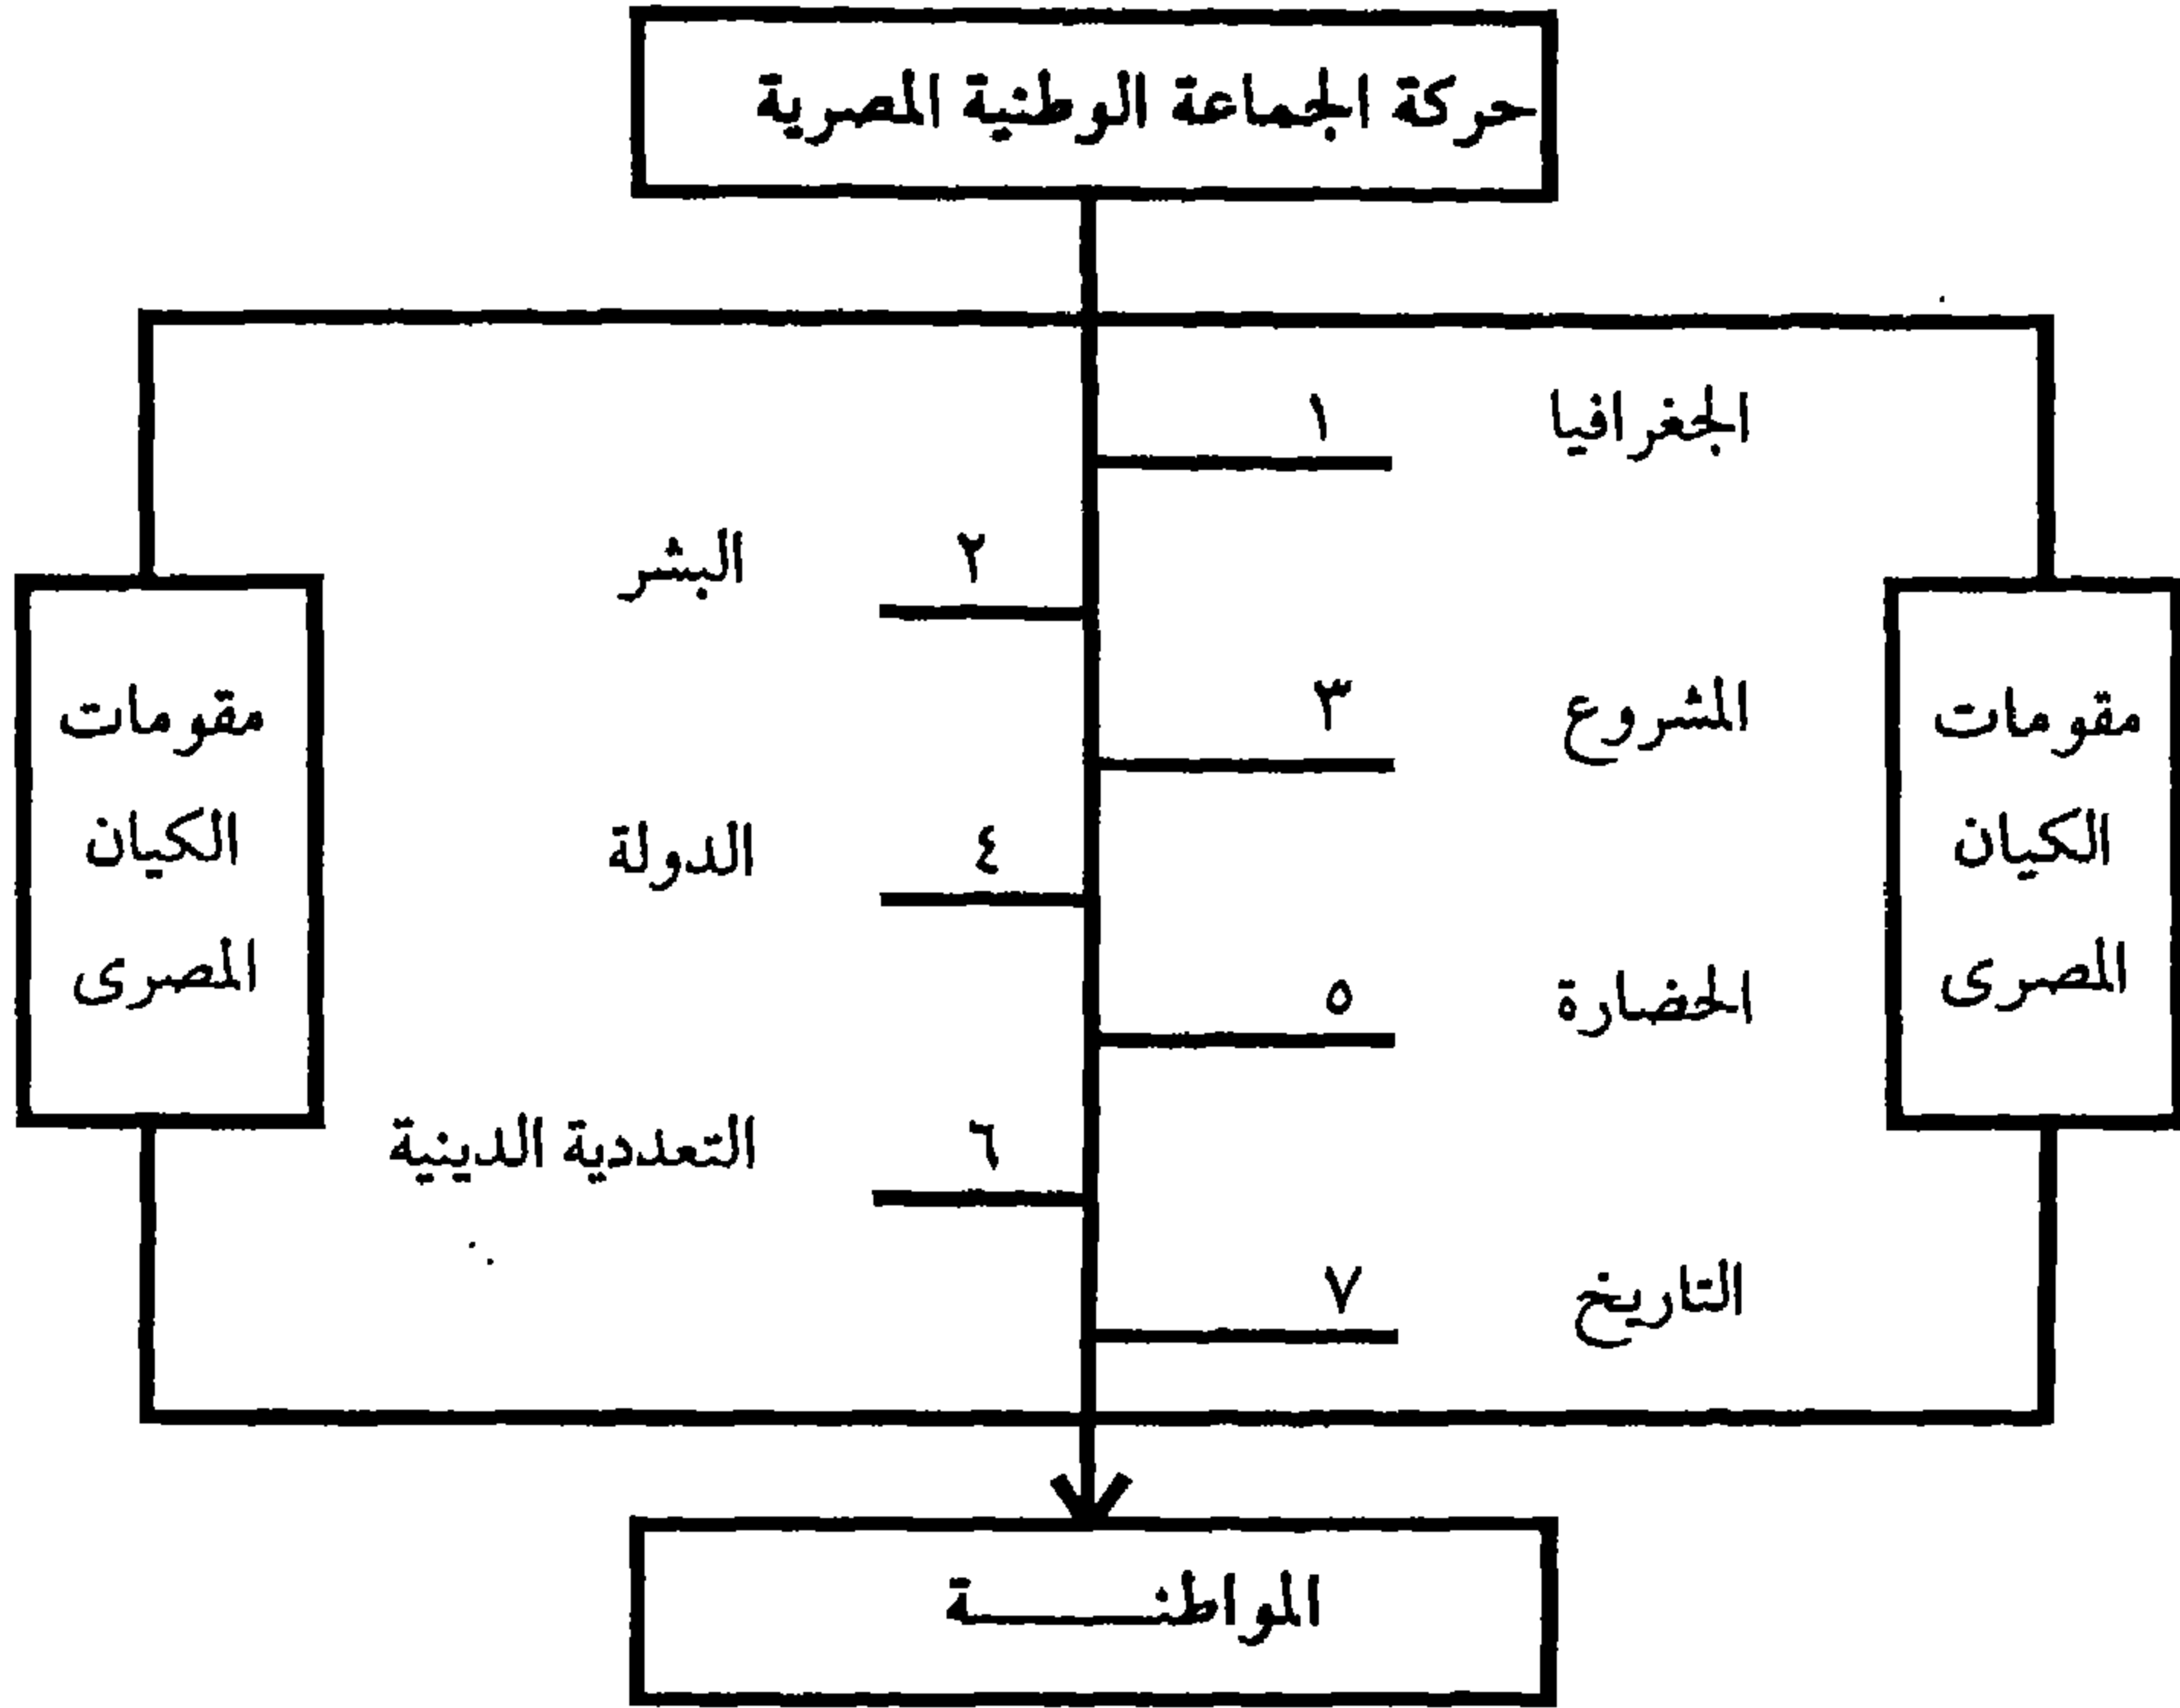 حركة الجماعة الوطنية المصرية
١ الجغرافيا
٢ البشر
٣ المشروع
٤ الدولة
٥ الحضارة
٦ التعددية الدينية
٧ التاريخ
مقومات
الكيان
المصرى
مقومات
الكيان
المصرى
المواطنـــــة